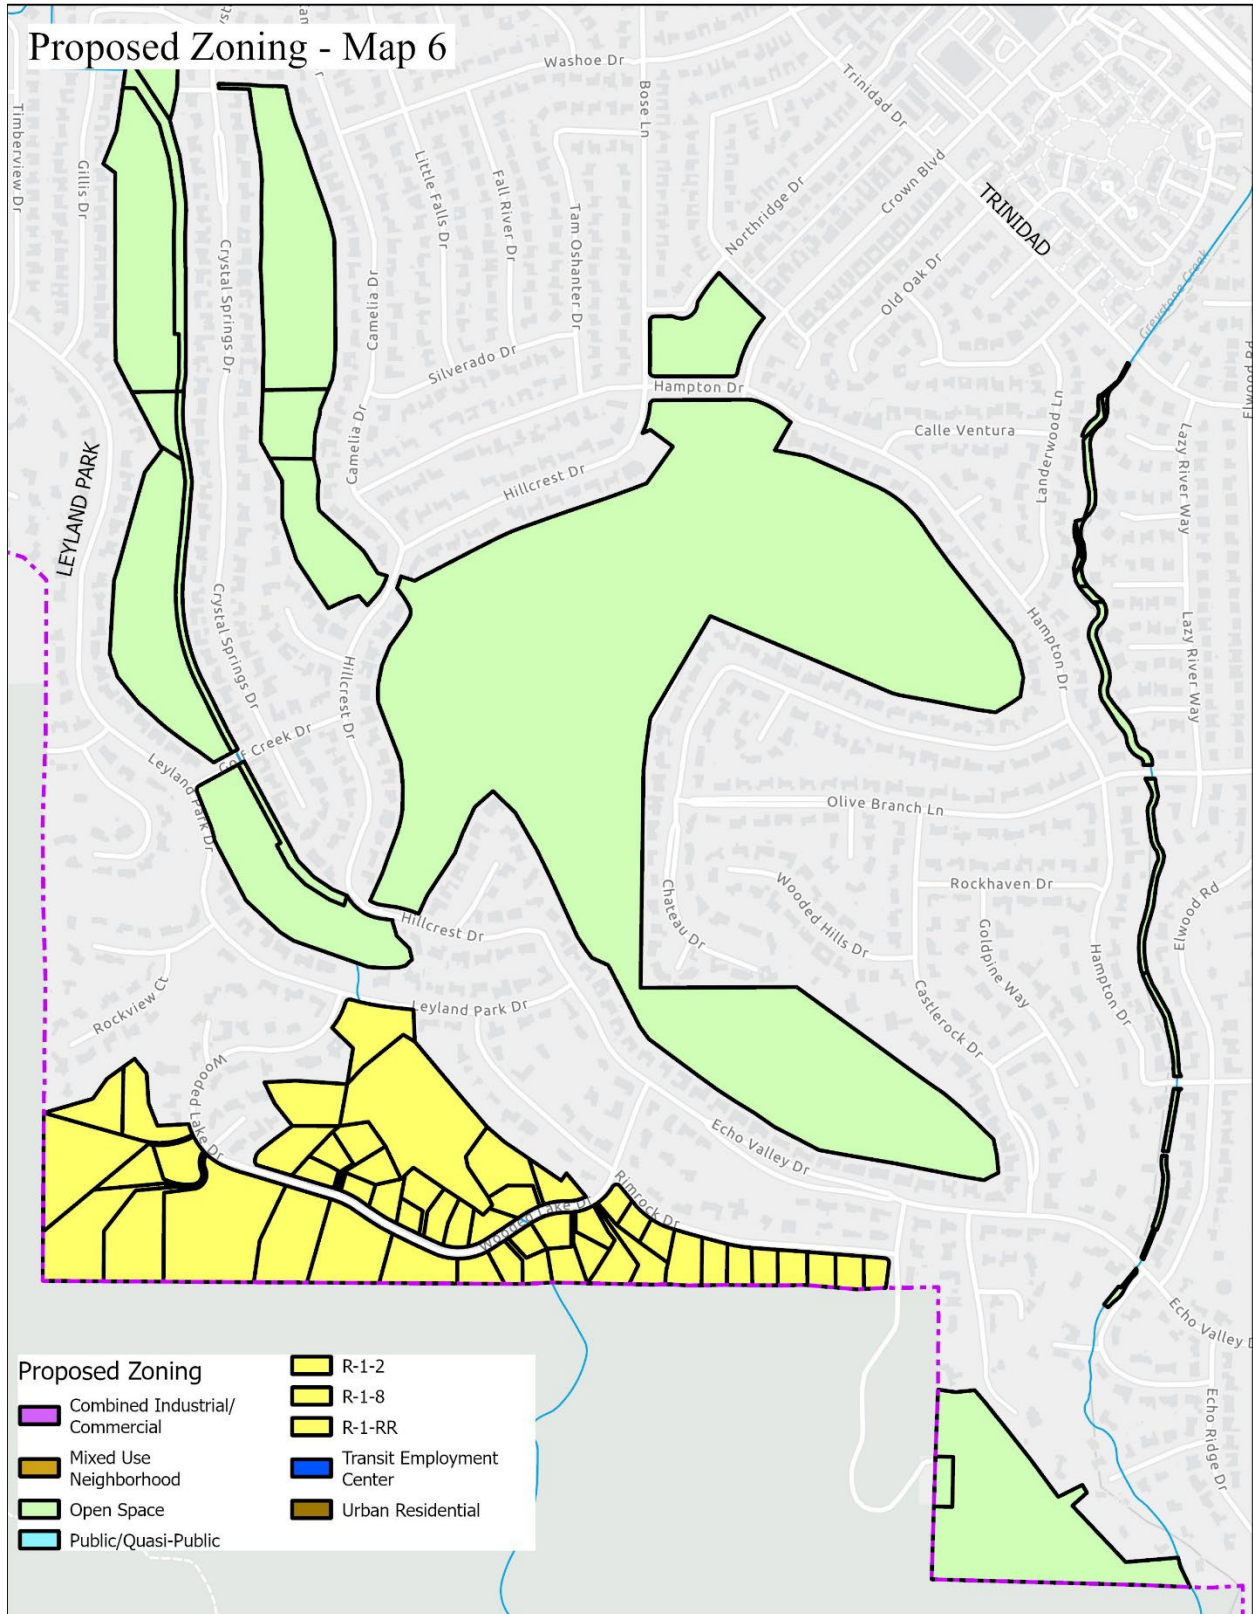 Proposed Zoning - Map 6
Washoe Dr
Bose Ln
Trinidad Dr
Timberview Dr
Gillis Dr
Crystal Springs Dr
Little Falls Dr
Fall River Dr
Tam Oshanter Dr
Northridge Dr
Crown Blvd
TRINIDAD
Old Oak Dr
Greystone Creek
Camelia Dr
Silverado Dr
Hampton Dr
Camelia Dr
Calle Ventura
Landerwood Ln
Lazy River Way
Hillcrest Dr
LEYLAND PARK
Crystal Springs Dr
Hillcrest Dr
Hampton Dr
Lazy River Way
Golf Creek Dr
Leyland Park Dr
Olive Branch Ln
Chateau Dr
Wooded Hills Dr
Rockhaven Dr
Goldpine Way
Elwood Rd
Hampton Dr
Hillcrest Dr
Castlerock Dr
Rockview Ct
Leyland Park Dr
Wooded Lake Dr
Echo Valley Dr
Rimrock Dr
Wooded Lake Dr
Echo Valley D
Echo Ridge Dr
Proposed Zoning
Combined Industrial/
Commercial
Mixed Use
Neighborhood
Open Space
Public/Quasi-Public
R-1-2
R-1-8
R-1-RR
Transit Employment
Center
Urban Residential